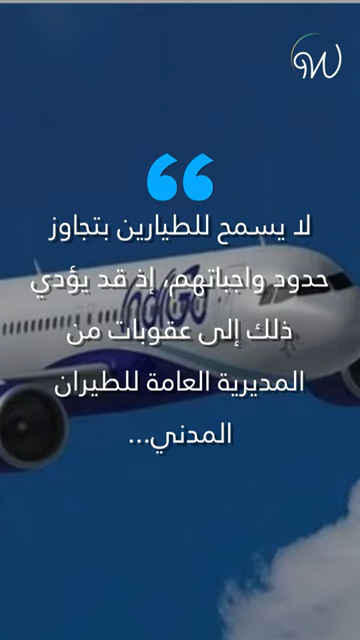 لا يسمح للطيارين بتجاوز
حدود واجباتهم، إذ قد يؤدي
ذلك إلى عقوبات من
المديرية العامة للطيران
المدني...
IndiGo